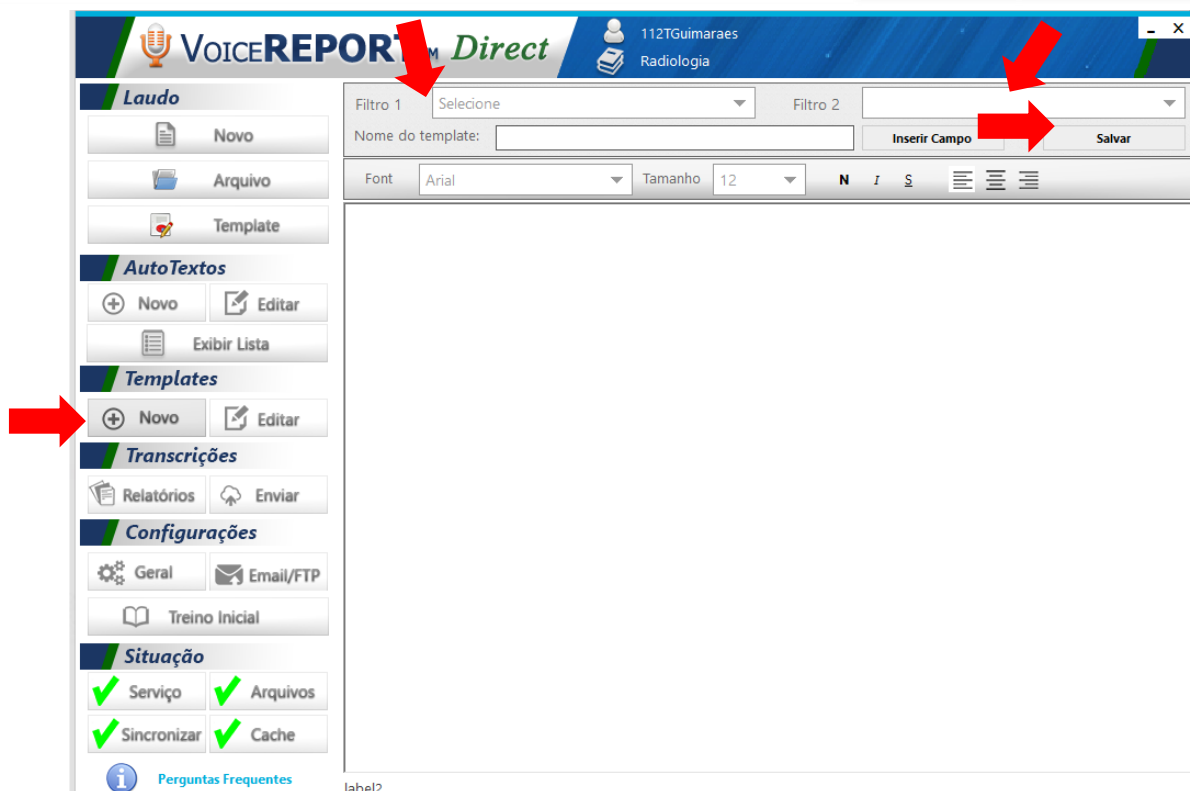 VOICEREPORT M Direct
112TGuimaraes
Radiologia
- X
Laudo
Novo
Arquivo
Template
AutoTextos
Novo Editar
Exibir Lista
Templates
Novo Editar
Transcrições
Relatórios Enviar
Configurações
Geral Email/FTP
Treino Inicial
Situação
Serviço Arquivos
Sincronizar Cache
i Perguntas Frequentes
Filtro 1 Selecione Filtro 2
Nome do template: Inserir Campo Salvar
Font Arial Tamanho 12 N I S
label2